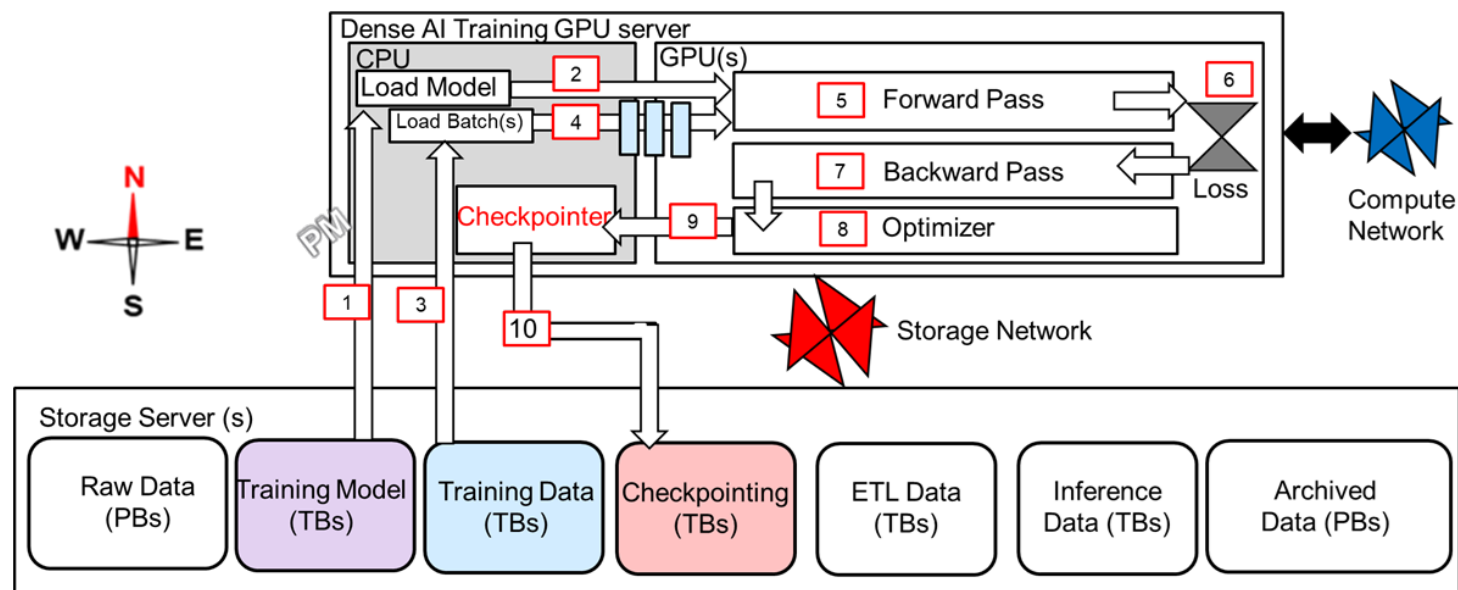 Dense AI Training GPU server
CPU
GPU(s)
Load Model
2
5 Forward Pass
6
Load Batch(s)
4
7 Backward Pass
Loss
Checkpointer
9
8 Optimizer
Compute
Network
N
W E
S
PM
1
3
10
Storage Network
Storage Server (s)
Raw Data
(PBs)
Training Model
(TBs)
Training Data
(TBs)
Checkpointing
(TBs)
ETL Data
(TBs)
Inference
Data (TBs)
Archived
Data (PBs)